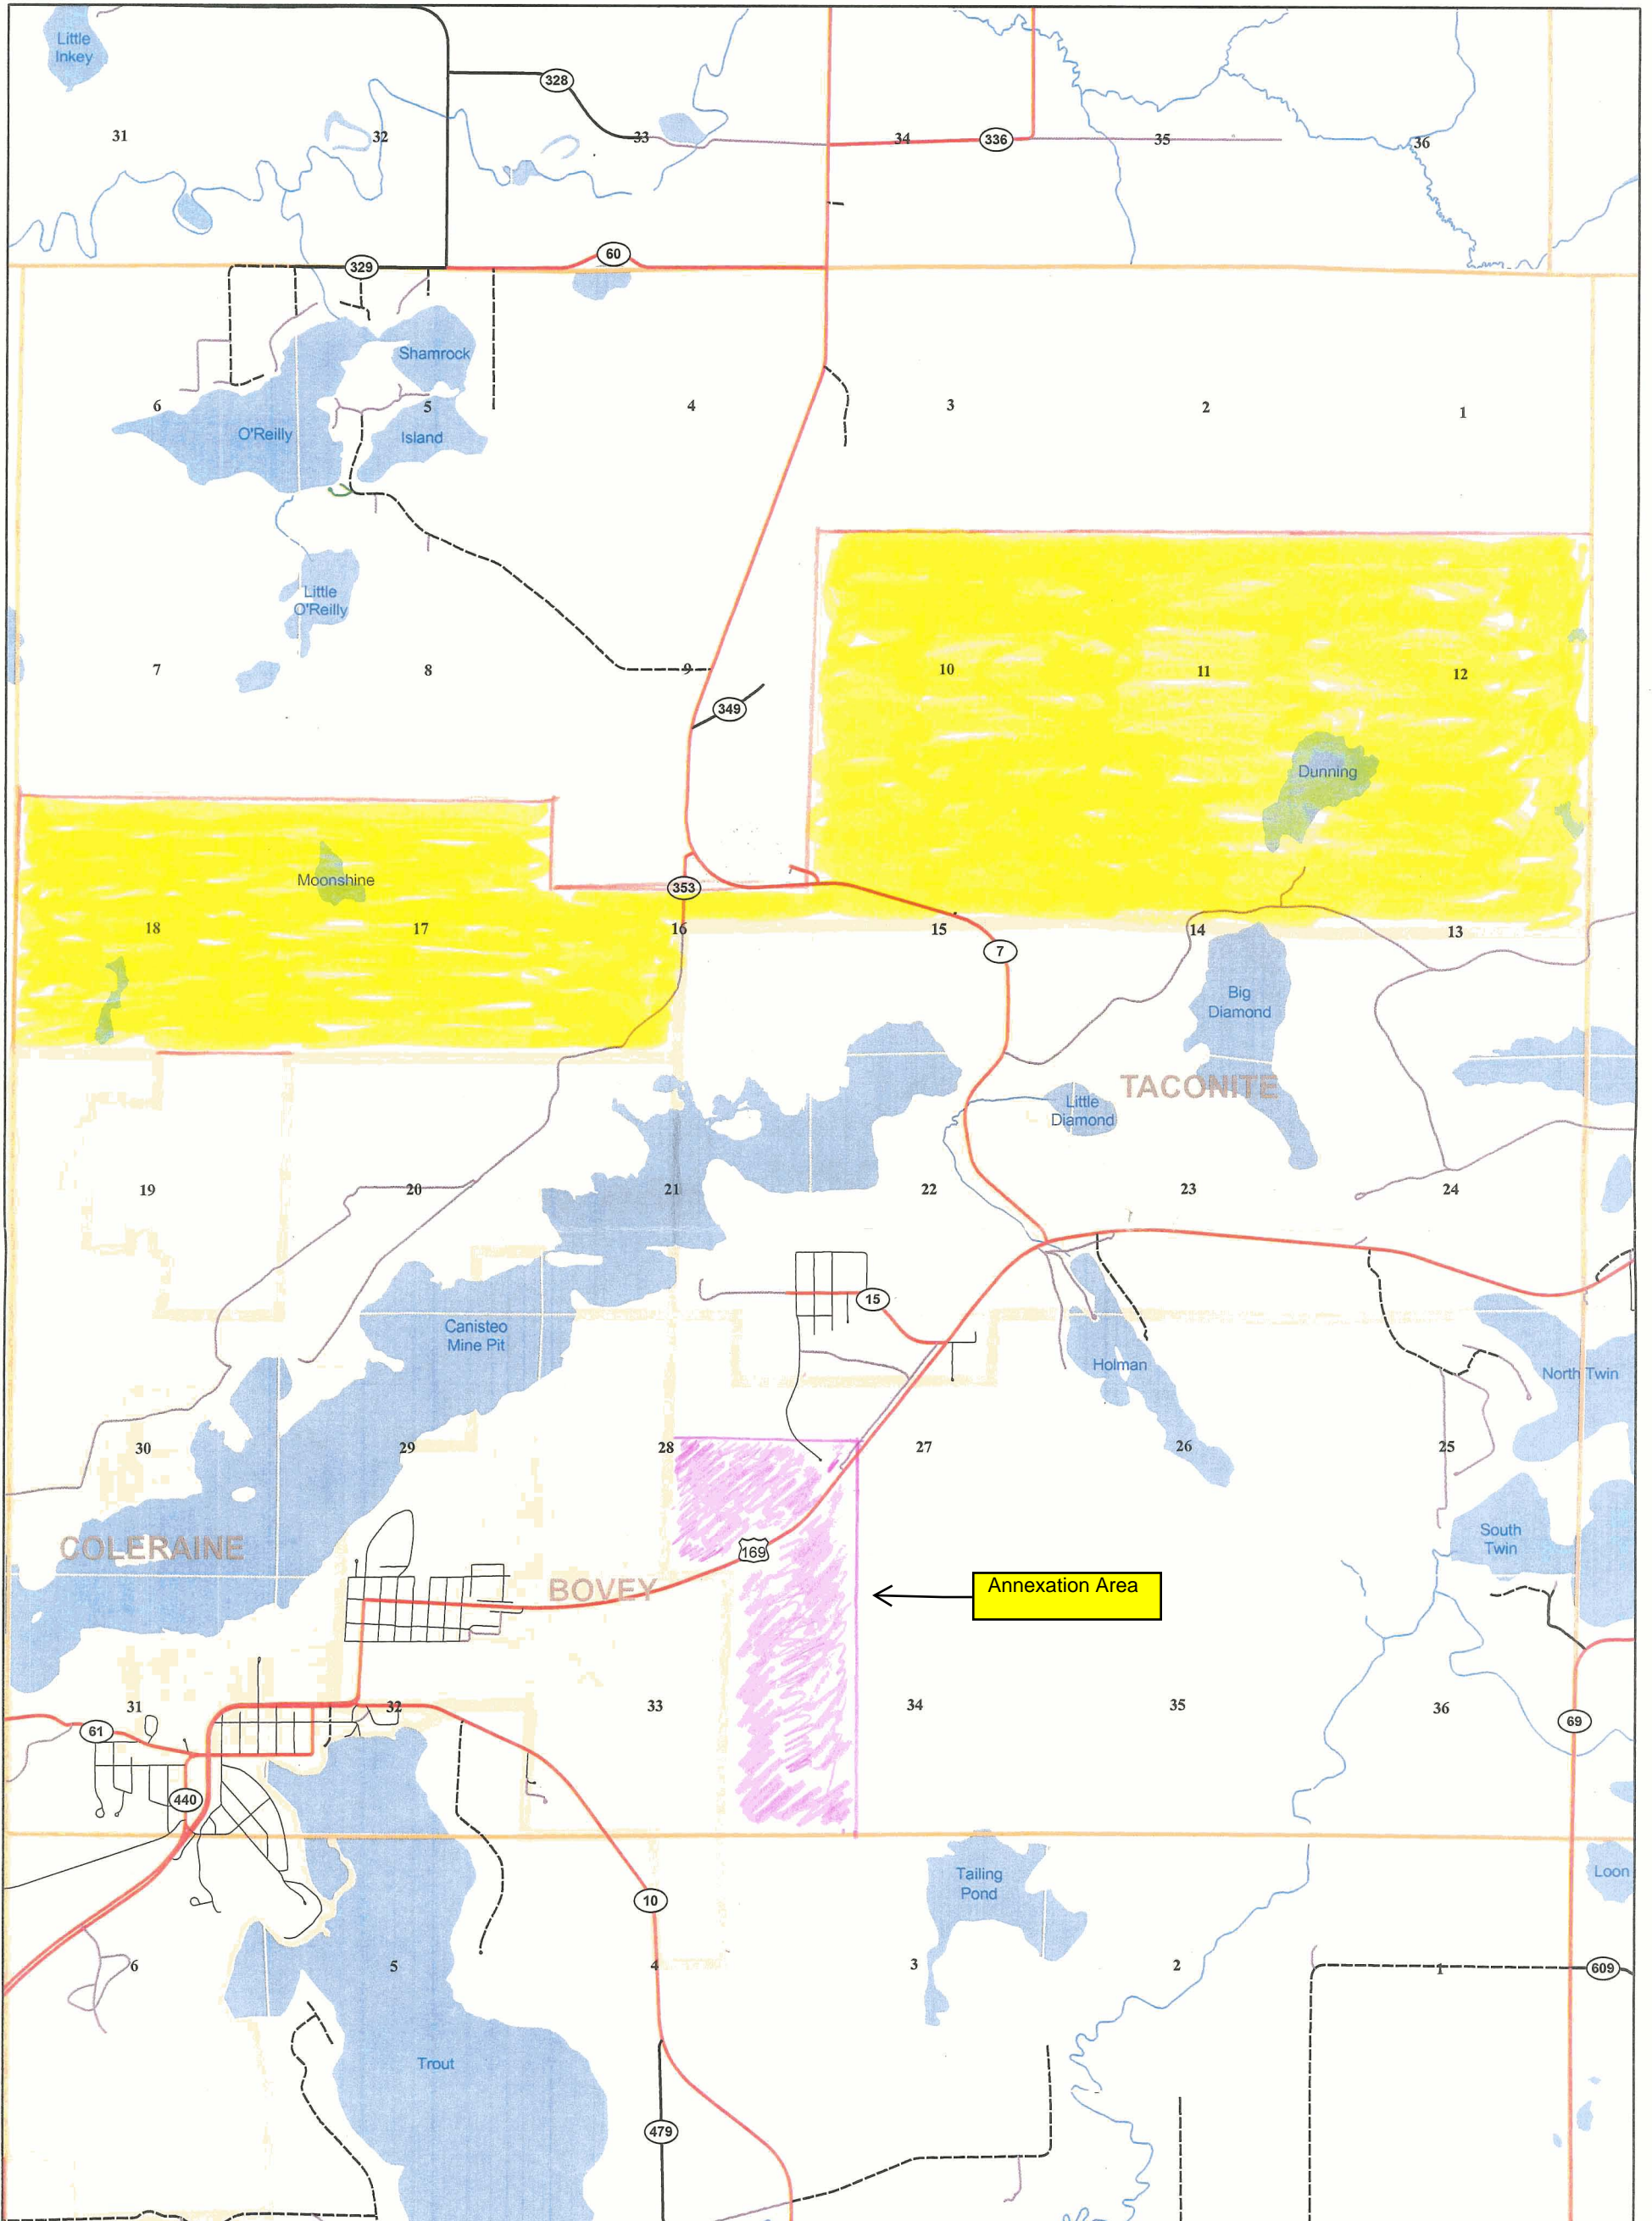 Little
Inkey
328
31
32
33
34
336
35
36
60
329
Shamrock
6
5
4
3
2
1
O'Reilly
Island
Little
O'Reilly
7
8
9
10
11
12
349
Dunning
Moonshine
353
18
17
16
15
14
13
7
Big
Diamond
TACONITE
Little
Diamond
19
20
21
22
23
24
15
Canisteo
Mine Pit
Holman
North Twin
30
29
28
27
26
25
COLERAINE
South
Twin
169
BOVEY
Annexation Area
31
32
33
34
35
36
61
69
440
Tailing
Pond
Loon
10
6
5
4
3
2
1
609
Trout
479